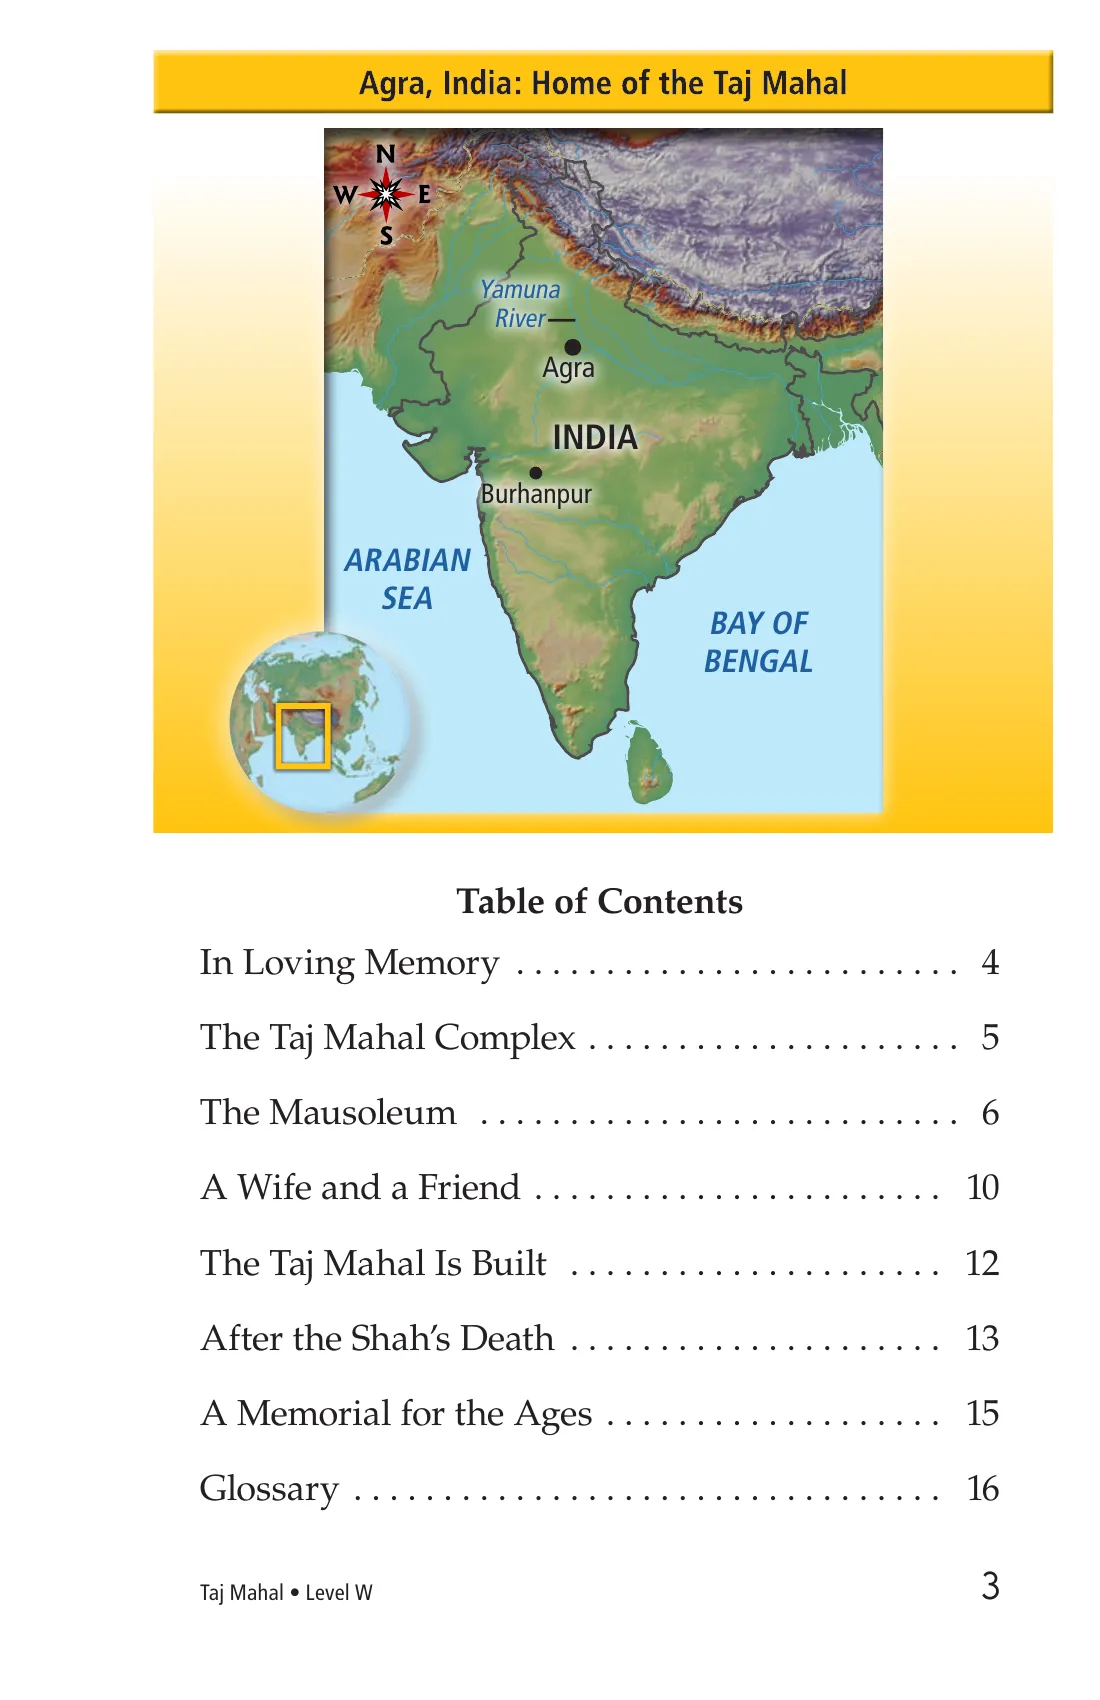 Agra, India: Home of the Taj Mahal
N
W E
S
Yamuna
River
Agra
INDIA
Burhanpur
ARABIAN
SEA
BAY OF
BENGAL
Table of Contents
In Loving Memory . . . . . . . . . . . . . . . . . . . . . . . . . 4
The Taj Mahal Complex . . . . . . . . . . . . . . . . . . . . . 5
The Mausoleum . . . . . . . . . . . . . . . . . . . . . . . . . . . 6
A Wife and a Friend . . . . . . . . . . . . . . . . . . . . . . . 10
The Taj Mahal Is Built . . . . . . . . . . . . . . . . . . . . . 12
After the Shah’s Death . . . . . . . . . . . . . . . . . . . . . 13
A Memorial for the Ages . . . . . . . . . . . . . . . . . . . 15
Glossary . . . . . . . . . . . . . . . . . . . . . . . . . . . . . . . . . 16
Taj Mahal • Level W 3